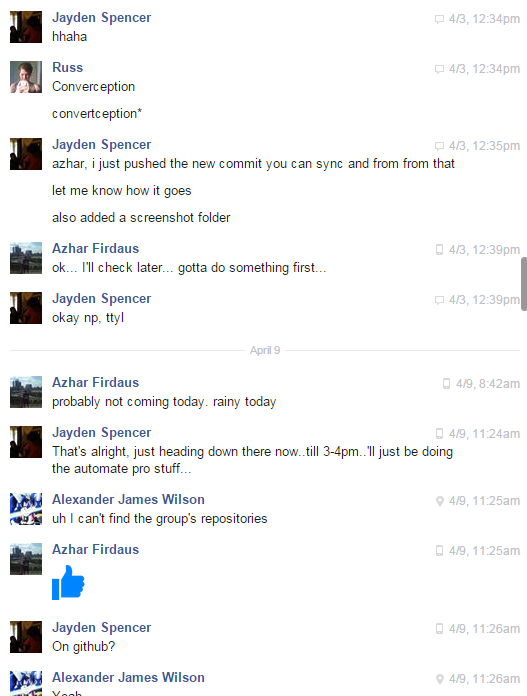 Jayden Spencer 4/3, 12:34pm
hhaha
Russ 4/3, 12:34pm
Converception
convertception*
Jayden Spencer 4/3, 12:35pm
azhar, i just pushed the new commit you can sync and from from that
let me know how it goes
also added a screenshot folder
Azhar Firdaus 4/3, 12:39pm
ok... I'll check later... gotta do something first...
Jayden Spencer 4/3, 12:39pm
okay np, ttyl
April 9
Azhar Firdaus 4/9, 8:42am
probably not coming today. rainy today
Jayden Spencer 4/9, 11:24am
That's alright, just heading down there now..till 3-4pm..'ll just be doing
the automate pro stuff...
Alexander James Wilson 4/9, 11:25am
uh I can't find the group's repositories
Azhar Firdaus 4/9, 11:25am
Jayden Spencer 4/9, 11:26am
On github?
Alexander James Wilson 4/9, 11:26am
Yeah